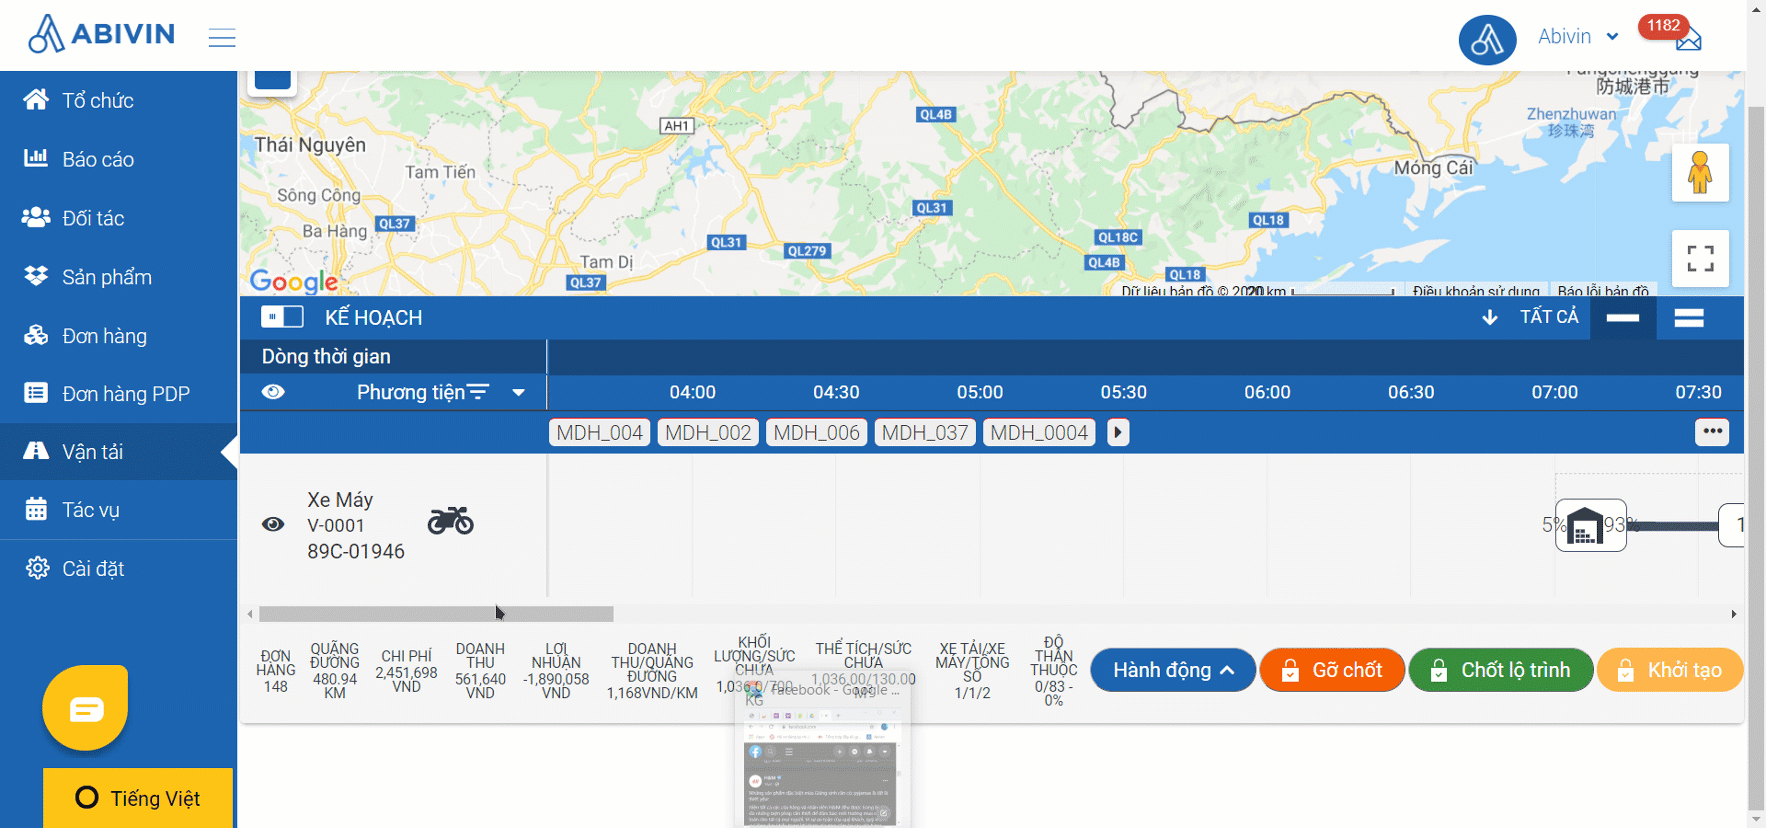 ABIVIN
Abivin
1182
Tổ chức
Báo cáo
Đối tác
Sản phẩm
Đơn hàng
Đơn hàng PDP
Vận tải
Tác vụ
Cài đặt
Tiếng Việt
防城港市
Zhenzhuwan
珍珠湾
Móng Cái
Thái Nguyên
Tam Tiến
Sông Công
Ba Hàng
Tam Dị
AH1
QL4B
QL37
QL31
QL31
QL279
QL18
QL18C
QL4B
QL18
QL37
Google
Dữ liệu bản đồ © 2020
20 km
Điều khoản sử dụng
Báo lỗi bản đồ
KẾ HOẠCH
TẤT CẢ
Dòng thời gian
Phương tiện
04:00 04:30 05:00 05:30 06:00 06:30 07:00 07:30
MDH_004 MDH_002 MDH_006 MDH_037 MDH_0004
Xe Máy
V-0001
89C-01946
5% 93%
1
ĐƠN HÀNG
148
QUÃNG ĐƯỜNG
480.94 KM
CHI PHÍ
2,451,698 VND
DOANH THU
561,640 VND
LỢI NHUẬN
-1,890,058 VND
DOANH THU/QUÃNG ĐƯỜNG
1,168VND/KM
KHỐI LƯỢNG/SỨC CHỨA
1,036.0/700 KG
THỂ TÍCH/SỨC CHỨA
1,036.00/130.00 M³
XE TẢI/XE MÁY/TỔNG SỐ
1/1/2
ĐỘ THÂN THUỘC
0/83 - 0%
Hành động
Gỡ chốt
Chốt lộ trình
Khởi tạo
Facebook - Google ...